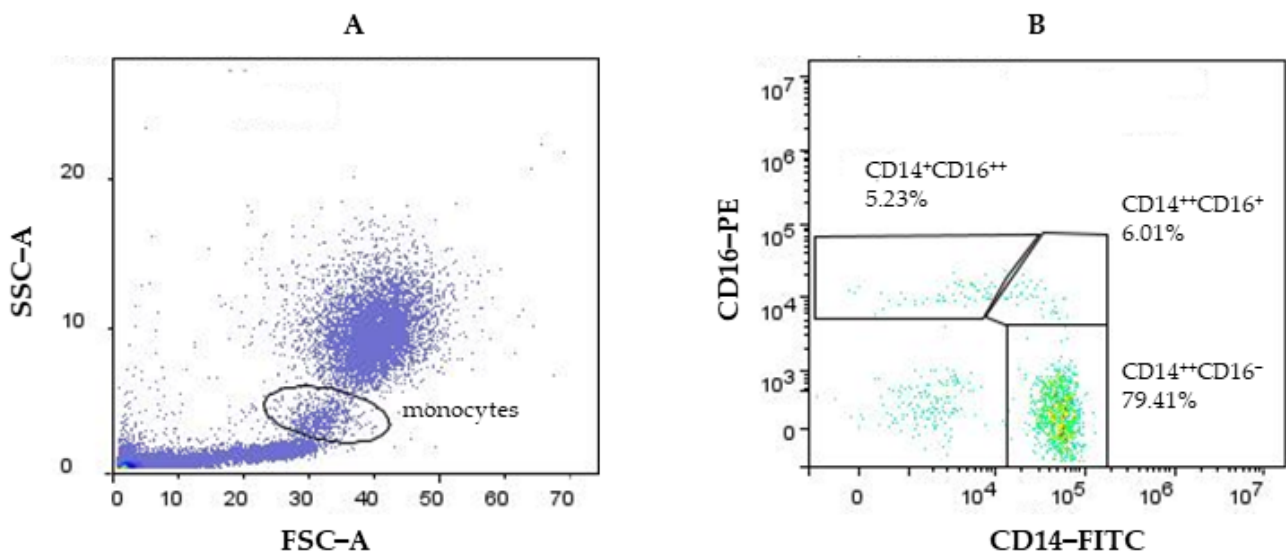 A
SSC–A
20
10
0
monocytes
0 10 20 30 40 50 60 70
FSC–A
B
CD16–PE
10⁷
10⁶
10⁵
10⁴
10³
0
CD14⁺CD16⁺⁺
5.23%
CD14⁺⁺CD16⁺
6.01%
CD14⁺⁺CD16⁻
79.41%
0 10⁴ 10⁵ 10⁶ 10⁷
CD14–FITC